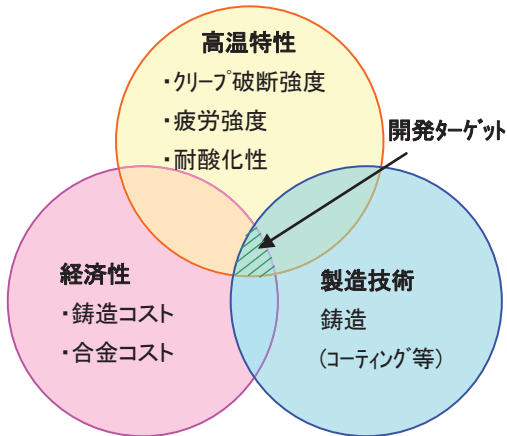 高温特性
・クリープ破断強度
・疲労強度
・耐酸化性
開発ターゲット
経済性
・鋳造コスト
・合金コスト
製造技術
鋳造
(コーティング等)